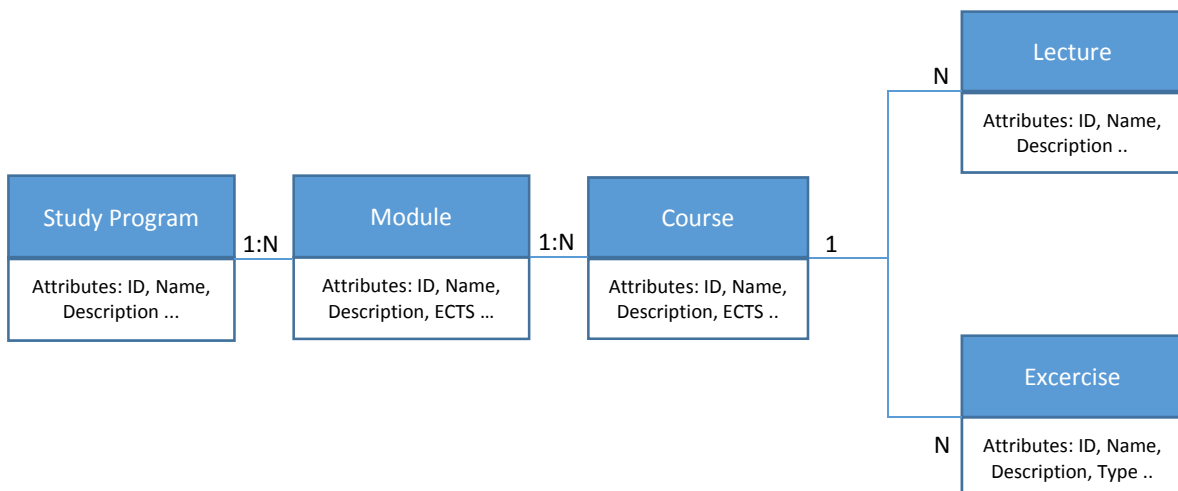 Study Program
Attributes: ID, Name,
Description ...
1:N
Module
Attributes: ID, Name,
Description, ECTS …
1:N
Course
Attributes: ID, Name,
Description, ECTS ..
1
N
Lecture
Attributes: ID, Name,
Description ..
N
Excercise
Attributes: ID, Name,
Description, Type ..